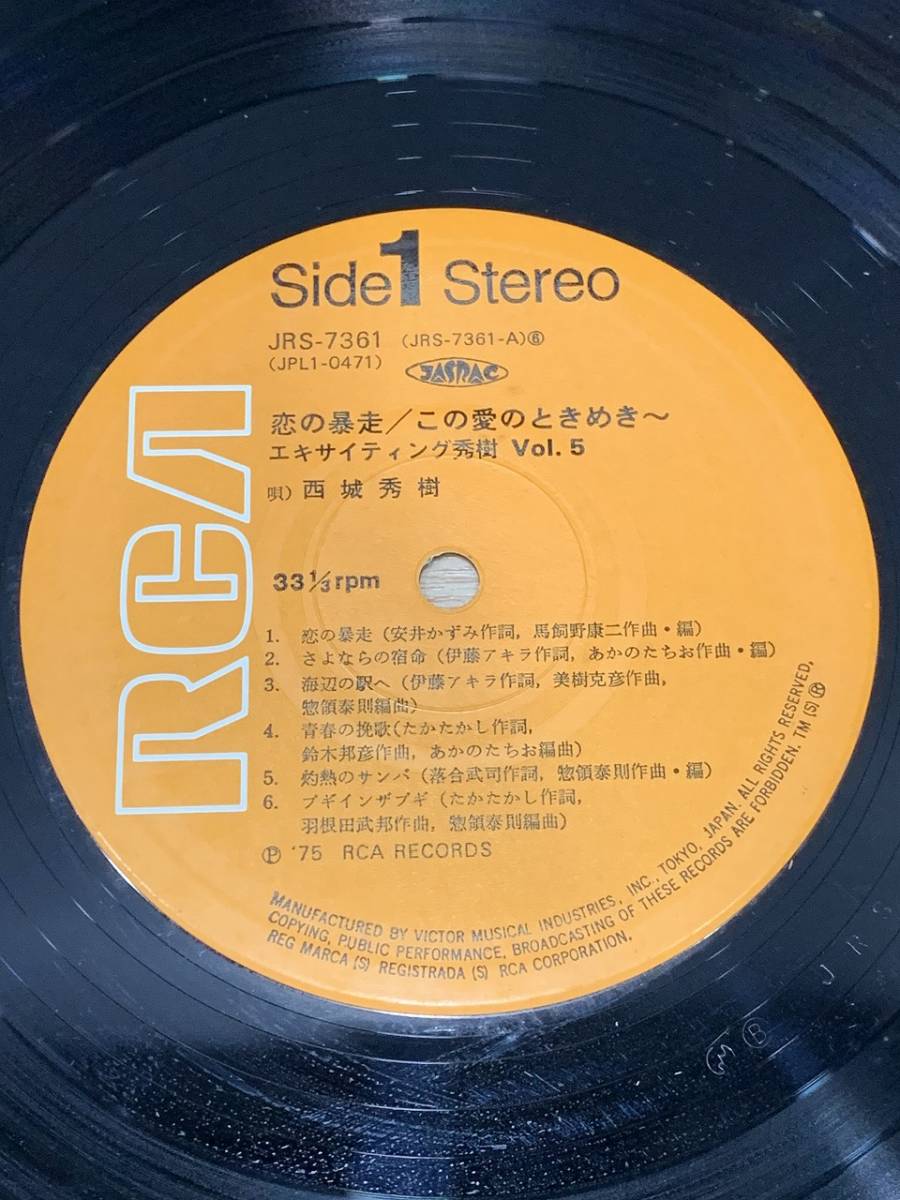 Side 1 Stereo
JRS-7361 (JRS-7361-A)⑥
(JPL1-0471)
JASRAC
恋の暴走/この愛のときめき〜
エキサイティング秀樹 Vol. 5
唄) 西城秀樹
RCA
33 1/3 rpm
1. 恋の暴走 (安井かずみ作詞, 馬飼野康二作曲・編)
2. さよならの宿命 (伊藤アキラ作詞, あかのたちお作曲・編)
3. 海辺の駅へ (伊藤アキラ作詞, 美樹克彦作曲,
惣領泰則編曲)
4. 青春の挽歌 (たかたかし作詞,
鈴木邦彦作曲, あかのたちお編曲)
5. 灼熱のサンバ (落合武司作詞, 惣領泰則作曲・編)
6. ブギインザブギ (たかたかし作詞,
羽根田武邦作曲, 惣領泰則編曲)
Ⓟ '75 RCA RECORDS
MANUFACTURED BY VICTOR MUSICAL INDUSTRIES, INC., TOKYO, JAPAN. ALL RIGHTS RESERVED,
COPYING, PUBLIC PERFORMANCE, BROADCASTING OF THESE RECORDS ARE FORBIDDEN. TM (S) ®
REG MARCA (S) REGISTRADA (S) RCA CORPORATION.
M B JRS